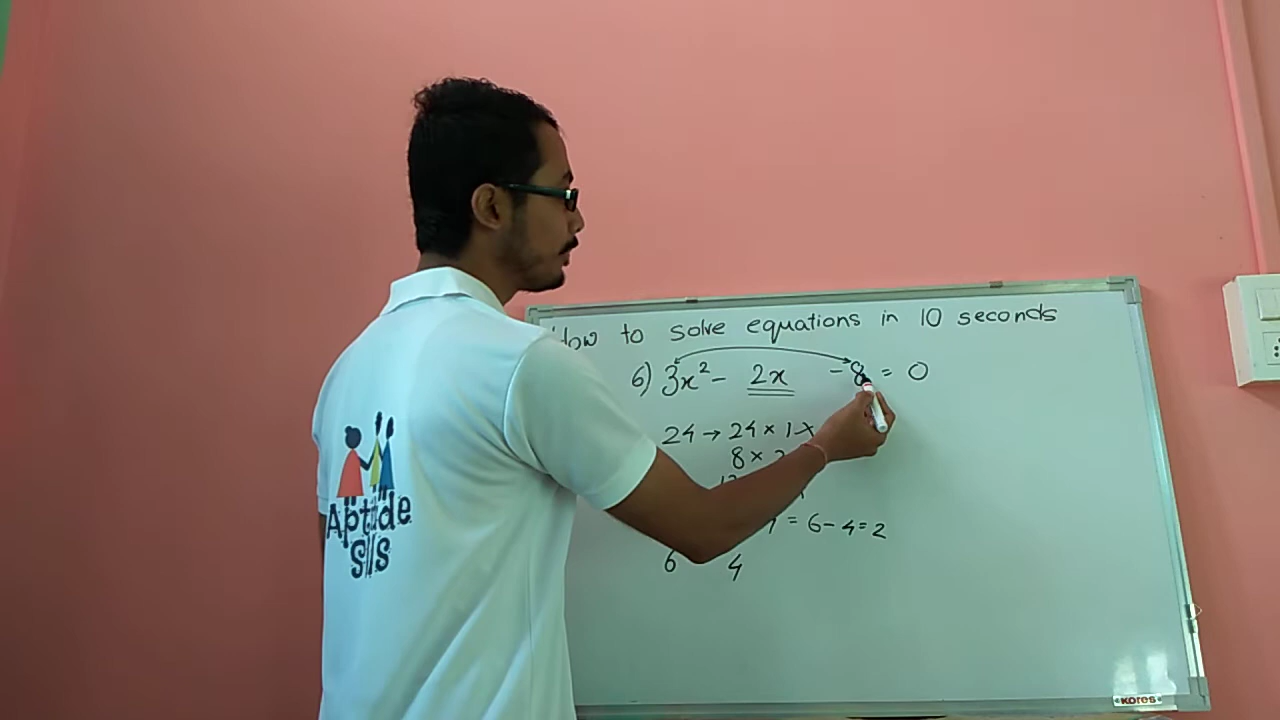 How to solve equations in 10 seconds
6) 3x² - 2x - 8 = 0
24 → 24 × 1 ×
8 ×
= 6 - 4 = 2
6 4
Aptitude
Skills
KORES